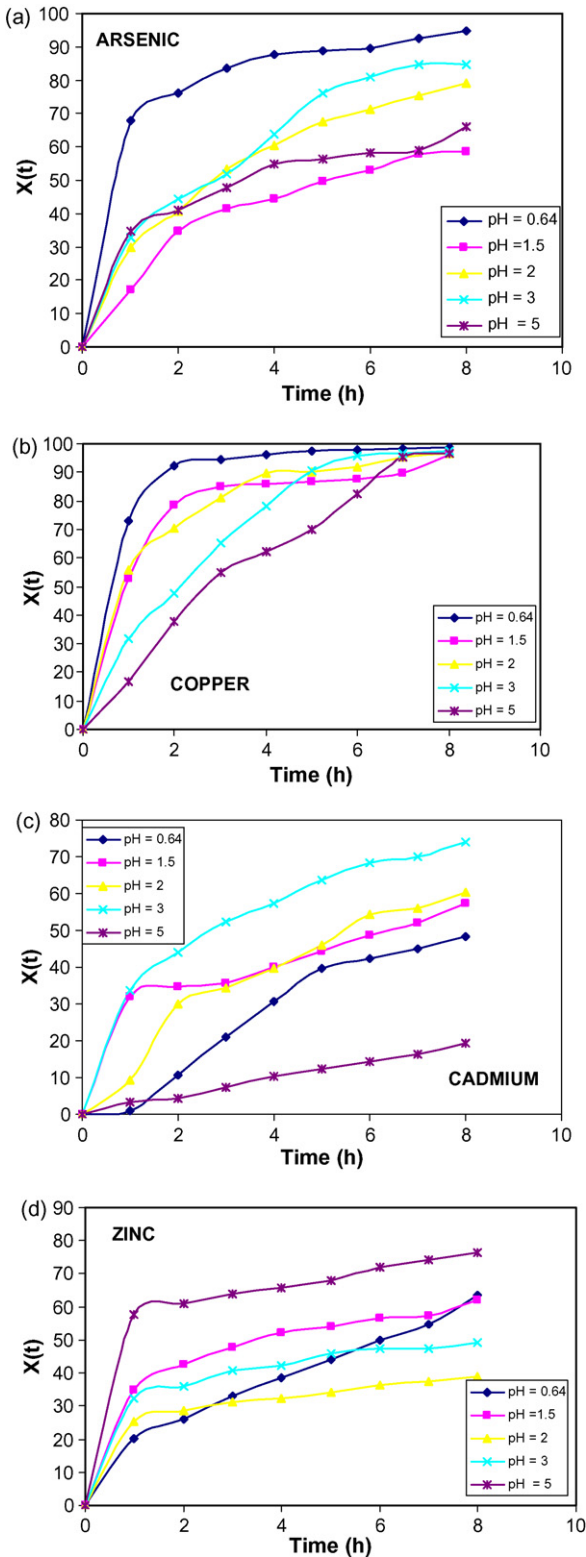 (a)
ARSENIC
100
90
80
70
60
50
40
30
20
10
0
X(t)
pH = 0.64
pH =1.5
pH = 2
pH = 3
pH = 5
0 2 4 6 8 10
Time (h)
(b)
100
90
80
70
60
50
40
30
20
10
0
X(t)
COPPER
pH = 0.64
pH = 1.5
pH = 2
pH = 3
pH = 5
0 2 4 6 8 10
Time (h)
(c)
80
70
60
50
40
30
20
10
0
X(t)
pH = 0.64
pH = 1.5
pH = 2
pH = 3
pH = 5
CADMIUM
0 2 4 6 8 10
Time (h)
(d)
ZINC
90
80
70
60
50
40
30
20
10
0
X(t)
pH = 0.64
pH =1.5
pH = 2
pH = 3
pH = 5
0 2 4 6 8 10
Time (h)